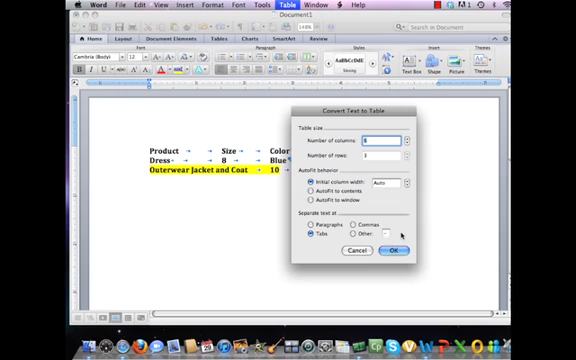 Word File Edit View Insert Format Font Tools Table Window Help
Document1
148%
Search in Document
Home Layout Document Elements Tables Charts SmartArt Review
Font Paragraph Styles Insert Themes
Cambria (Body) 12
B I U
AaBbCcDdE
Strong
Text Box Shape Picture Themes
Convert Text to Table
Table size
Number of columns:
Number of rows: 3
AutoFit behavior
Initial column width: Auto
AutoFit to contents
AutoFit to window
Separate text at
Paragraphs Commas
Tabs Other: -
Cancel OK
Product Size Color
Dress 8 Blue
Outerwear Jacket and Coat 10